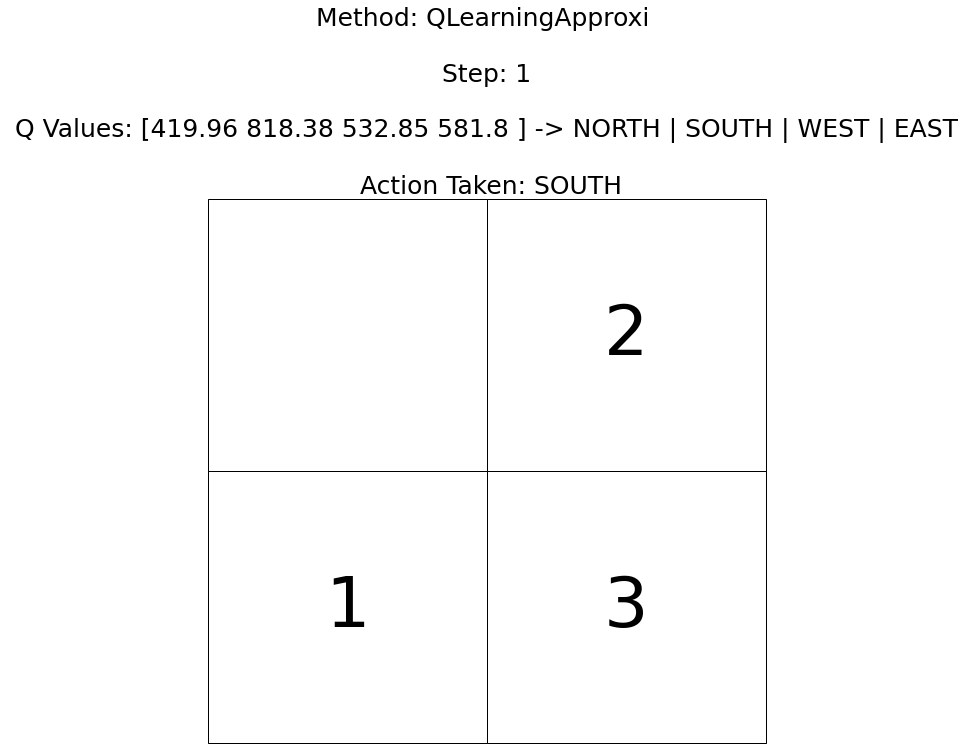 Method: QLearningApproxi
Step: 1
Q Values: [419.96 818.38 532.85 581.8 ] -> NORTH | SOUTH | WEST | EAST
Action Taken: SOUTH
2
1 3